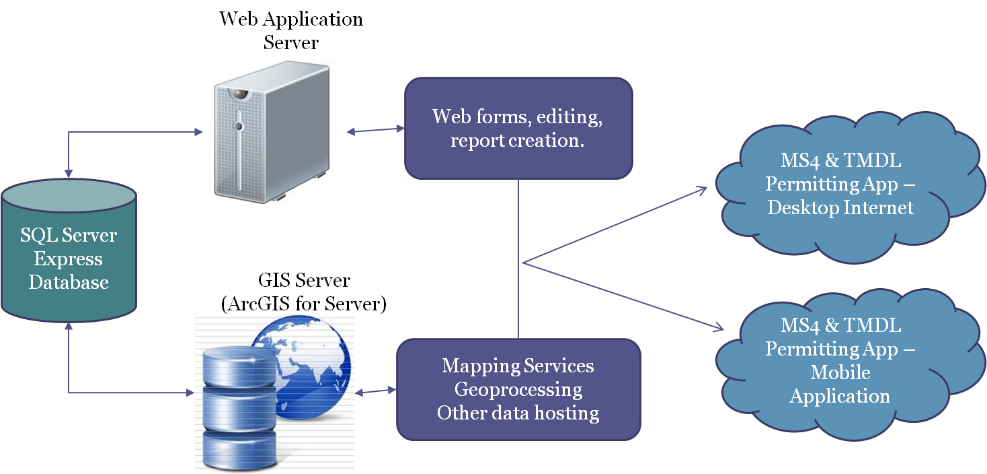 Web Application
Server
Web forms, editing,
report creation.
MS4 & TMDL
Permitting App –
Desktop Internet
SQL Server
Express
Database
GIS Server
(ArcGIS for Server)
Mapping Services
Geoprocessing
Other data hosting
MS4 & TMDL
Permitting App –
Mobile
Application